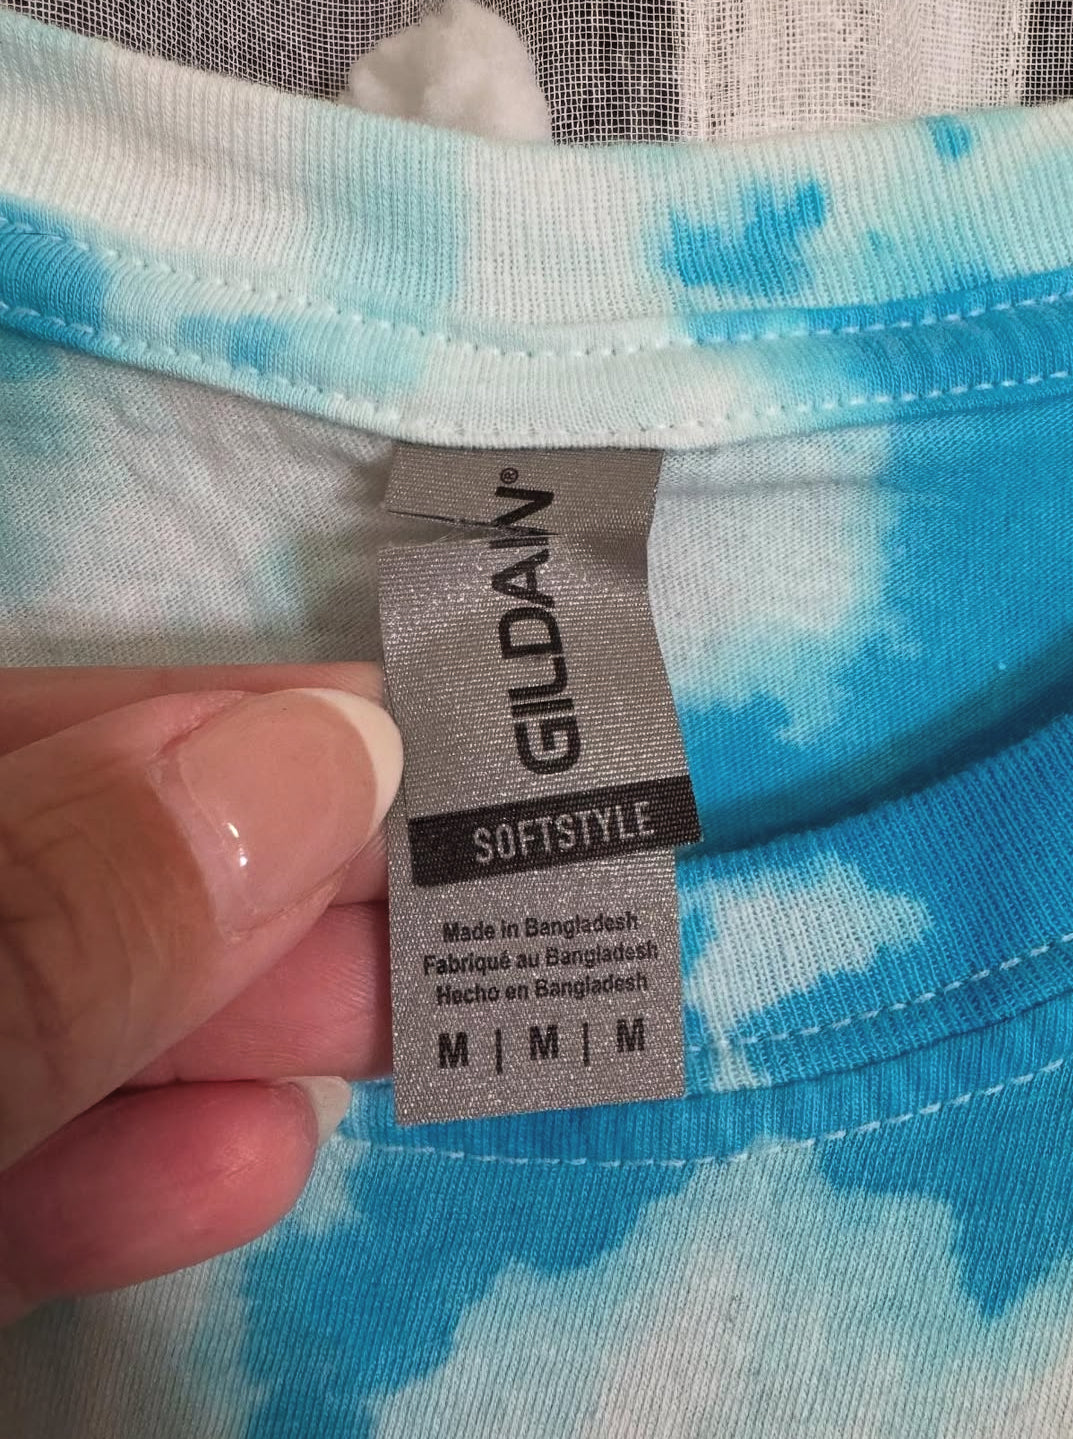 GILDAN®
SOFTSTYLE
Made in Bangladesh
Fabriqué au Bangladesh
Hecho en Bangladesh
M | M | M